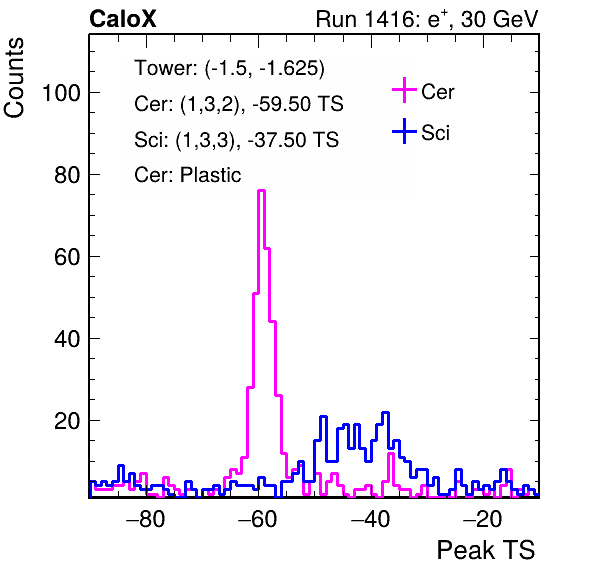 CaloX Run 1416: e⁺, 30 GeV
Counts
Tower: (-1.5, -1.625)
Cer: (1,3,2), -59.50 TS
Sci: (1,3,3), -37.50 TS
Cer: Plastic
Cer
Sci
100
80
60
40
20
−80 −60 −40 −20
Peak TS